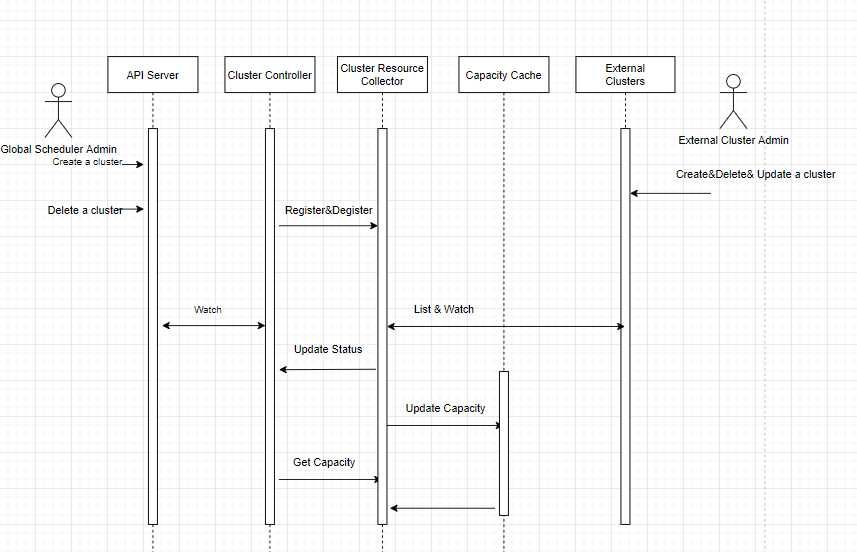 API Server
Cluster Controller
Cluster Resource
Collector
Capacity Cache
External
Clusters
Global Scheduler Admin
External Cluster Admin
Create a cluster
Create&Delete& Update a cluster
Delete a cluster
Register&Degister
Watch
List & Watch
Update Status
Update Capacity
Get Capacity